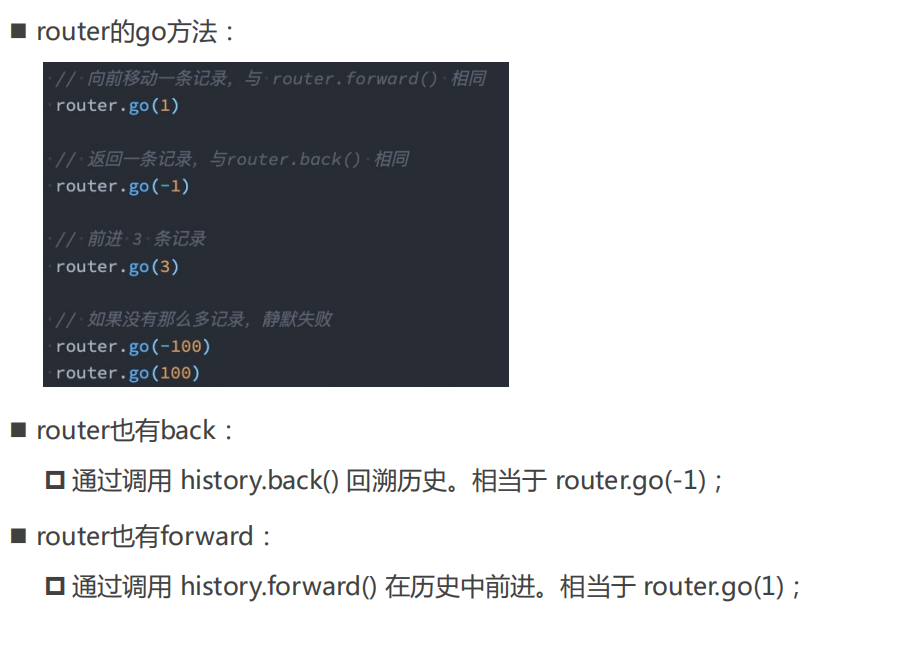 router的go方法：
// 向前移动一条记录，与 router.forward() 相同
router.go(1)
// 返回一条记录，与router.back() 相同
router.go(-1)
// 前进 3 条记录
router.go(3)
// 如果没有那么多记录，静默失败
router.go(-100)
router.go(100)
router也有back：
通过调用 history.back() 回溯历史。相当于 router.go(-1)；
router也有forward：
通过调用 history.forward() 在历史中前进。相当于 router.go(1)；